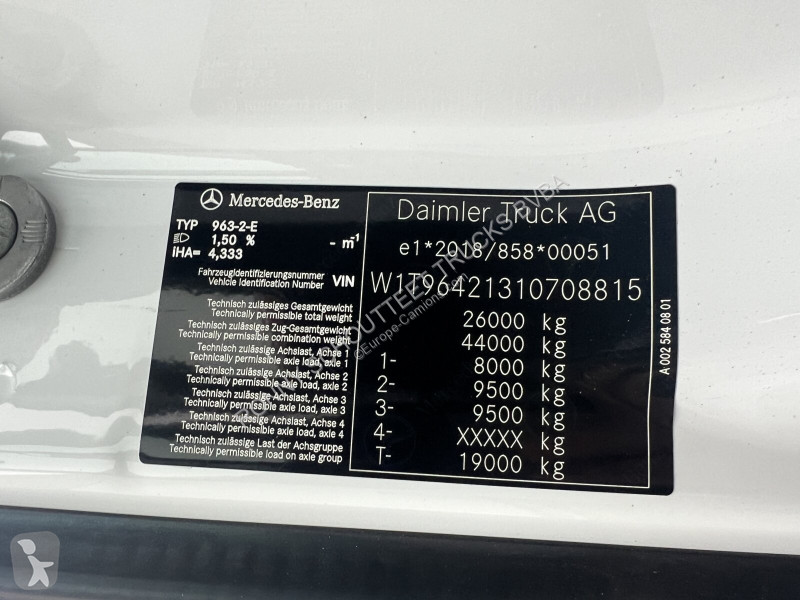 Mercedes-Benz
TYP 963-2-E
1,50 % - m-1
iHA= 4,333
Fahrzeugidentifizierungsnummer
Vehicle Identification Number VIN
Technisch zulässiges Gesamtgewicht
Technically permissible total weight
Technisch zulässiges Zug-Gesamtgewicht
Technically permissible combination weight
Technisch zulässige Achslast, Achse 1
Technically permissible axle load, axle 1
Technisch zulässige Achslast, Achse 2
Technically permissible axle load, axle 2
Technisch zulässige Achslast, Achse 3
Technically permissible axle load, axle 3
Technisch zulässige Achslast, Achse 4
Technically permissible axle load, axle 4
Technisch zulässige Last der Achsgruppe
Technically permissible load on axle group
Daimler Truck AG
e1*2018/858*00051
W1T96421310708815
26000 kg
44000 kg
1- 8000 kg
2- 9500 kg
3- 9500 kg
4- XXXXX kg
T- 19000 kg
A 002 584 08 01
TRUCKS BVBA
©Europe-Camions.com